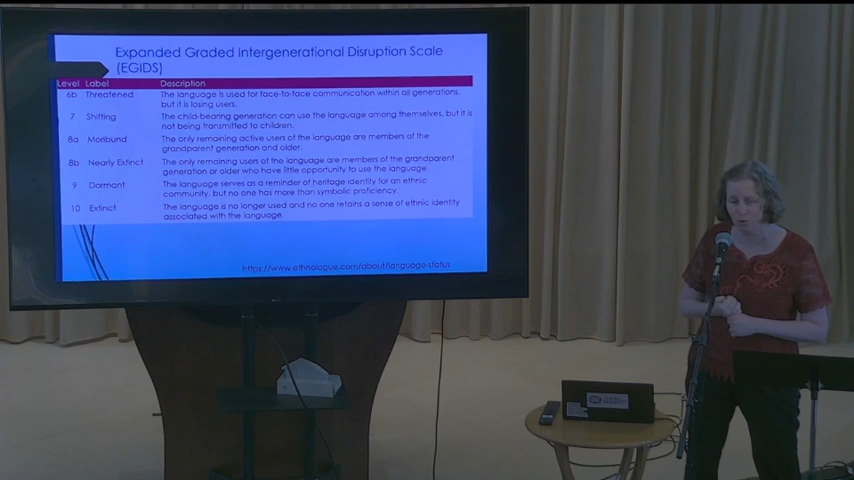 Expanded Graded Intergenerational Disruption Scale
(EGIDS)
Level Label Description
6b Threatened The language is used for face-to-face communication within all generations,
but it is losing users.
7 Shifting The child-bearing generation can use the language among themselves, but it is
not being transmitted to children.
8a Moribund The only remaining active users of the language are members of the
grandparent generation and older.
8b Nearly Extinct The only remaining users of the language are members of the grandparent
generation or older who have little opportunity to use the language.
9 Dormant The language serves as a reminder of heritage identity for an ethnic
community, but no one has more than symbolic proficiency.
10 Extinct The language is no longer used and no one retains a sense of ethnic identity
associated with the language.
https://www.ethnologue.com/about/language-status